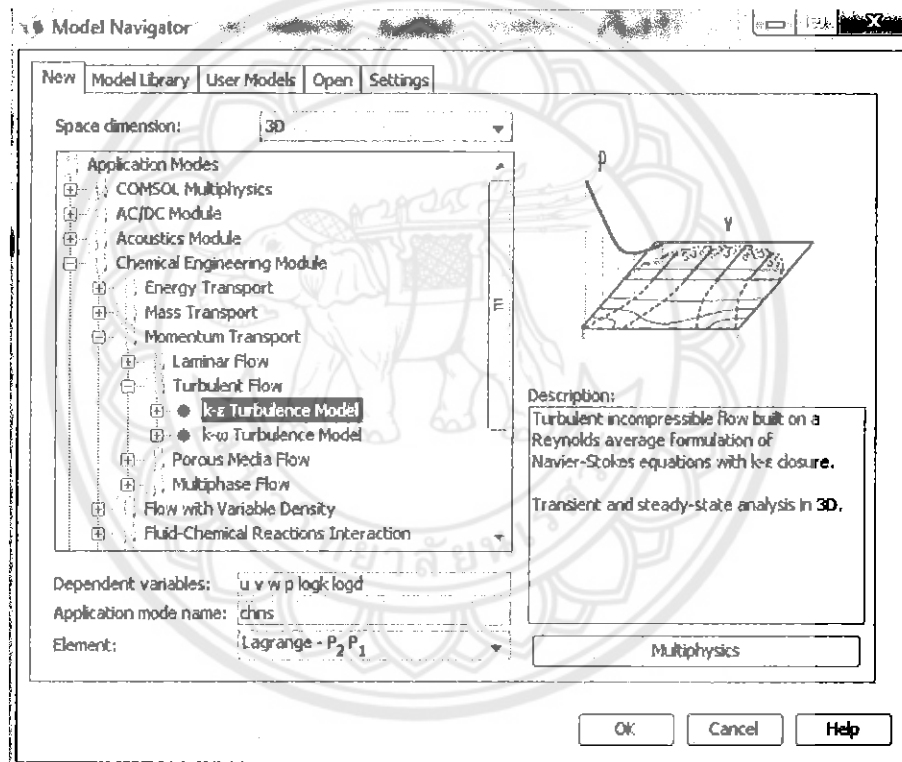 Model Navigator
New Model Library User Models Open Settings
Space dimension: 3D
Application Modes
COMSOL Multiphysics
AC/DC Module
Acoustics Module
Chemical Engineering Module
Energy Transport
Mass Transport
Momentum Transport
Laminar Flow
Turbulent Flow
k-ε Turbulence Model
k-ω Turbulence Model
Porous Media Flow
Multiphase Flow
Flow with Variable Density
Fluid-Chemical Reactions Interaction
p
v
Description:
Turbulent incompressible flow built on a
Reynolds average formulation of
Navier-Stokes equations with k-ε closure.
Transient and steady-state analysis in 3D.
Dependent variables: u v w p logk logd
Application mode name: chns
Element: Lagrange - P2 P1
Multiphysics
OK Cancel Help